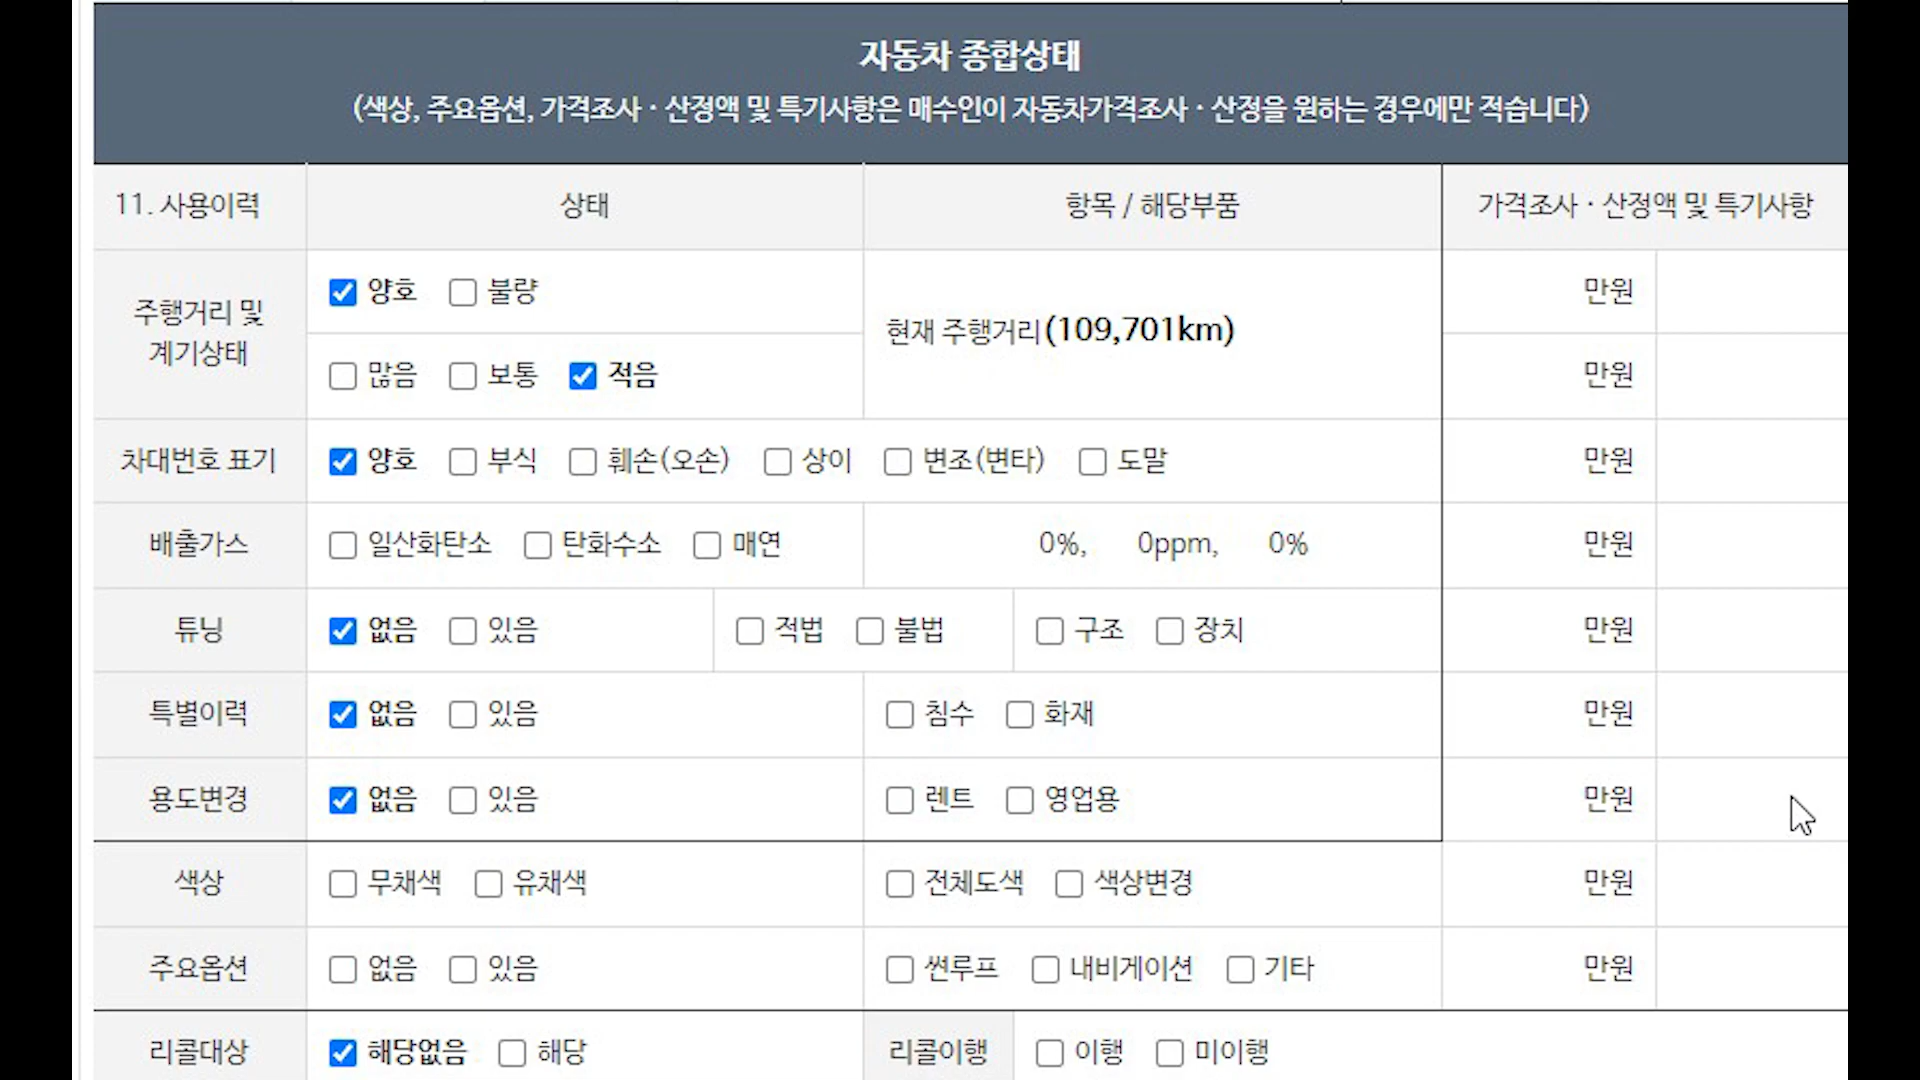 자동차 종합상태
(색상, 주요옵션, 가격조사 · 산정액 및 특기사항은 매수인이 자동차가격조사 · 산정을 원하는 경우에만 적습니다)
11. 사용이력 상태 항목 / 해당부품 가격조사 · 산정액 및 특기사항
주행거리 및
계기상태
양호 불량 만원
현재 주행거리(109,701km)
많음 보통 적음 만원
차대번호 표기 양호 부식 훼손(오손) 상이 변조(변타) 도말 만원
배출가스 일산화탄소 탄화수소 매연 0%, 0ppm, 0% 만원
튜닝 없음 있음 적법 불법 구조 장치 만원
특별이력 없음 있음 침수 화재 만원
용도변경 없음 있음 렌트 영업용 만원
색상 무채색 유채색 전체도색 색상변경 만원
주요옵션 없음 있음 썬루프 내비게이션 기타 만원
리콜대상 해당없음 해당 리콜이행 이행 미이행